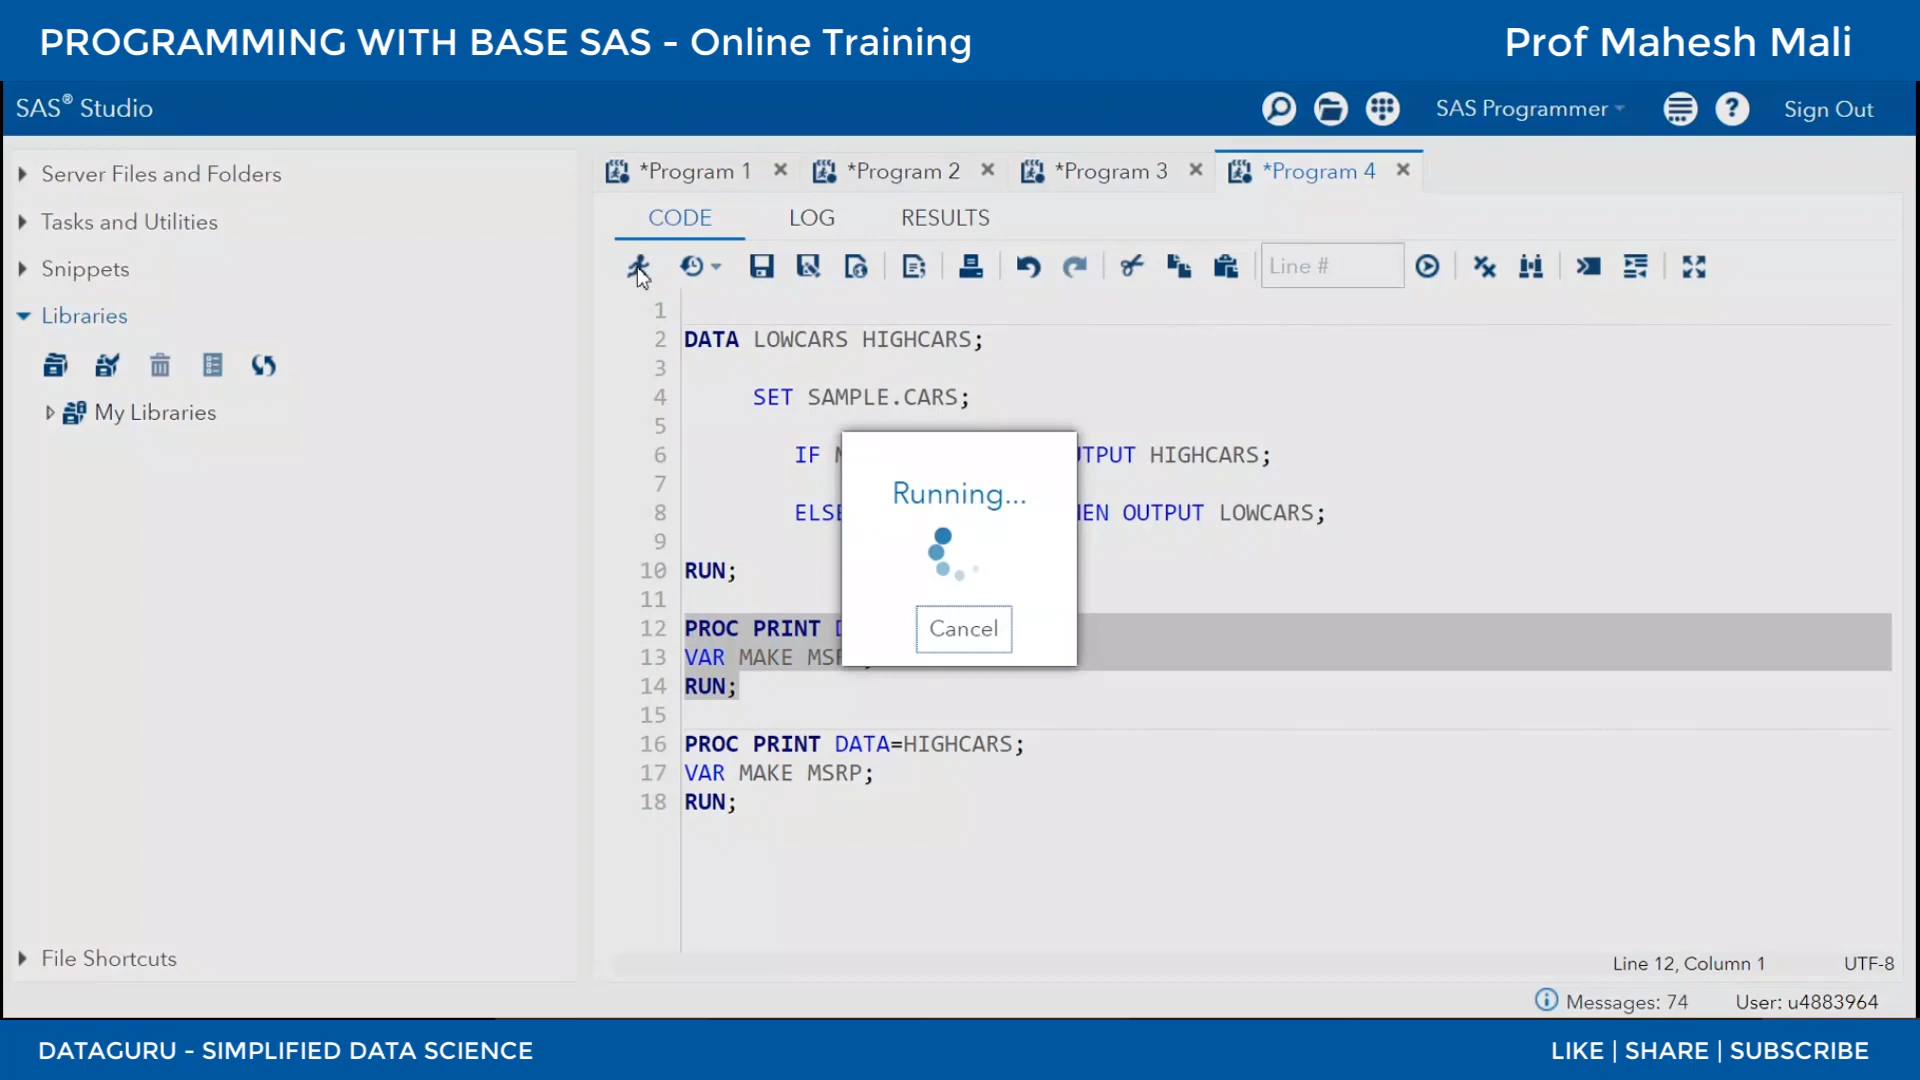 PROGRAMMING WITH BASE SAS - Online Training
Prof Mahesh Mali
SAS® Studio
SAS Programmer
Sign Out
Server Files and Folders
Tasks and Utilities
Snippets
Libraries
My Libraries
File Shortcuts
*Program 1
*Program 2
*Program 3
*Program 4
CODE
LOG
RESULTS
Line #
1
2 DATA LOWCARS HIGHCARS;
3
4 SET SAMPLE.CARS;
5
6 IF OUTPUT HIGHCARS;
7
8 ELSE THEN OUTPUT LOWCARS;
9
10 RUN;
11
12 PROC PRINT
13 VAR MAKE
14 RUN;
15
16 PROC PRINT DATA=HIGHCARS;
17 VAR MAKE MSRP;
18 RUN;
Running...
Cancel
Line 12, Column 1
UTF-8
Messages: 74
User: u4883964
DATAGURU - SIMPLIFIED DATA SCIENCE
LIKE | SHARE | SUBSCRIBE